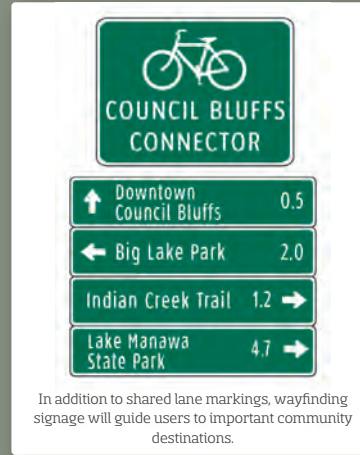 COUNCIL BLUFFS
CONNECTOR
Downtown
Council Bluffs 0.5
Big Lake Park 2.0
Indian Creek Trail 1.2
Lake Manawa
State Park 4.7
In addition to shared lane markings, wayfinding
signage will guide users to important community
destinations.